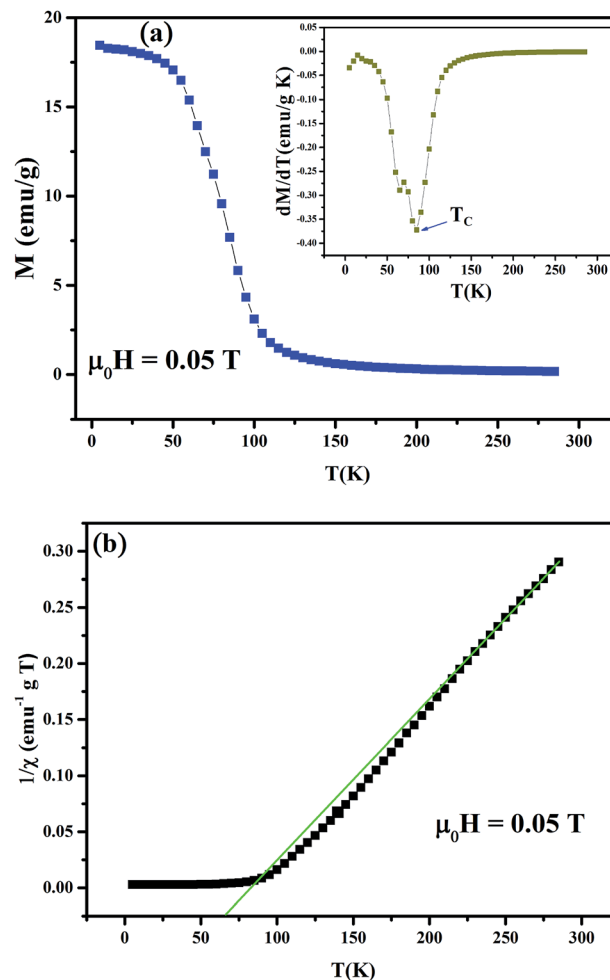 (a)
M (emu/g)
20
15
10
5
0
0 50 100 150 200 250 300
T(K)
μ₀H = 0.05 T
dM/dT(emu/g K)
0.00
-0.05
-0.10
-0.15
-0.20
-0.25
-0.30
-0.35
-0.40
0 50 100 150 200 250 300
T(K)
T_C
(b)
1/χ (emu⁻¹ g T)
0.30
0.25
0.20
0.15
0.10
0.05
0.00
0 50 100 150 200 250 300
T(K)
μ₀H = 0.05 T